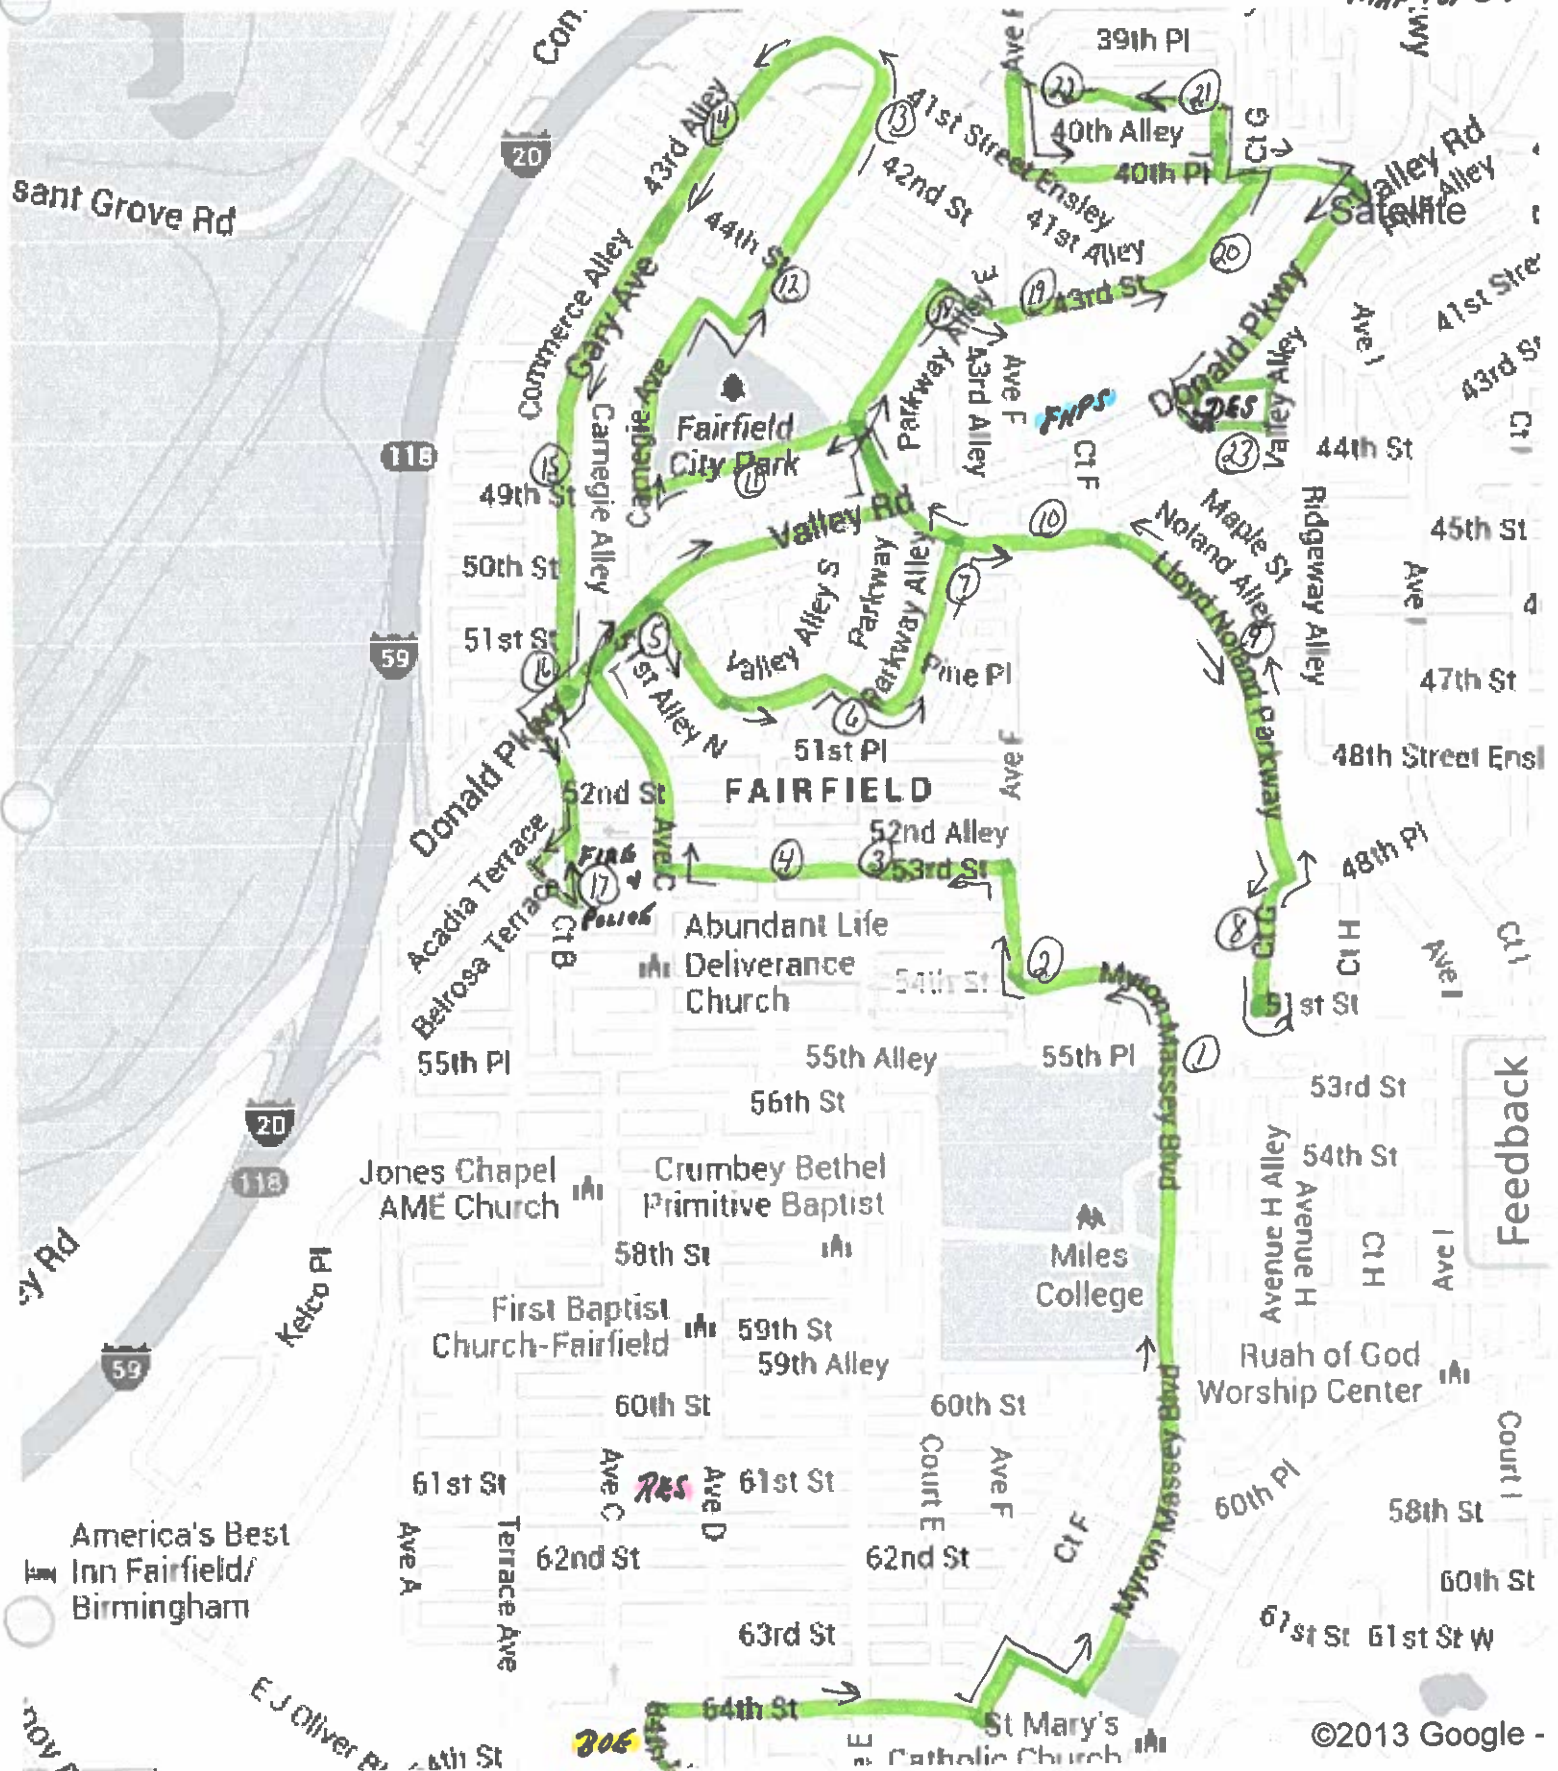 39th Pl
Ave F
22
21
40th Alley
Ct G
40th Pl
41st Street Ensley
42nd St
41st Alley
Valley Rd
Satellite
43rd Alley
14
13
20
sant Grove Rd
44th St
12
Commerce Alley
Gary Ave
18
19
43rd St
20
Donald Pkwy
41st Stre
Ave I
43rd St
Parkway Alley
43rd Alley
Ave F
FNPS
DES
Valley Alley
23
44th St
Ct I
Carnegie Ave
Carnegie Alley
Fairfield
City Park
11
118
15
49th St
Ct F
Valley Rd
10
Maple St
Noland Alley
Ridgeway Alley
45th St
50th St
Valley Alley S
Parkway
Parkway Alley
7
Lloyd Noland Parkway
9
Ave I
51st St
59
16
5
st Alley N
6
Pine Pl
47th St
51st Pl
Ave F
48th Street Ensl
Donald Pkwy
52nd St
FAIRFIELD
52nd Alley
Ave C
4
3
53rd St
48th Pl
FIRE
17
POLICE
Acadia Terrace
Belrosa Terrace
Ct B
Abundant Life
Deliverance
Church
54th St
2
Myron Massey Blvd
8
Ct G
51st St
Ct H
Ave I
Ct I
55th Pl
55th Alley
55th Pl
1
53rd St
56th St
20
118
Jones Chapel
AME Church
Crumbey Bethel
Primitive Baptist
Avenue H Alley
54th St
Avenue H
Feedback
58th St
Miles
College
Ct H
Ave I
Kelco Pl
First Baptist
Church-Fairfield
59th St
59th Alley
59
Ruah of God
Worship Center
60th St
60th St
Myron Massey Blvd
61st St
Ave C
RES
Ave D
61st St
Court E
Ave F
60th Pl
Court I
58th St
America's Best
Inn Fairfield/
Birmingham
Ave A
Terrace Ave
62nd St
62nd St
Ct F
60th St
63rd St
61st St
61st St W
E J Oliver
64th St
BOE
St Mary's
Catholic Church
©2013 Google -